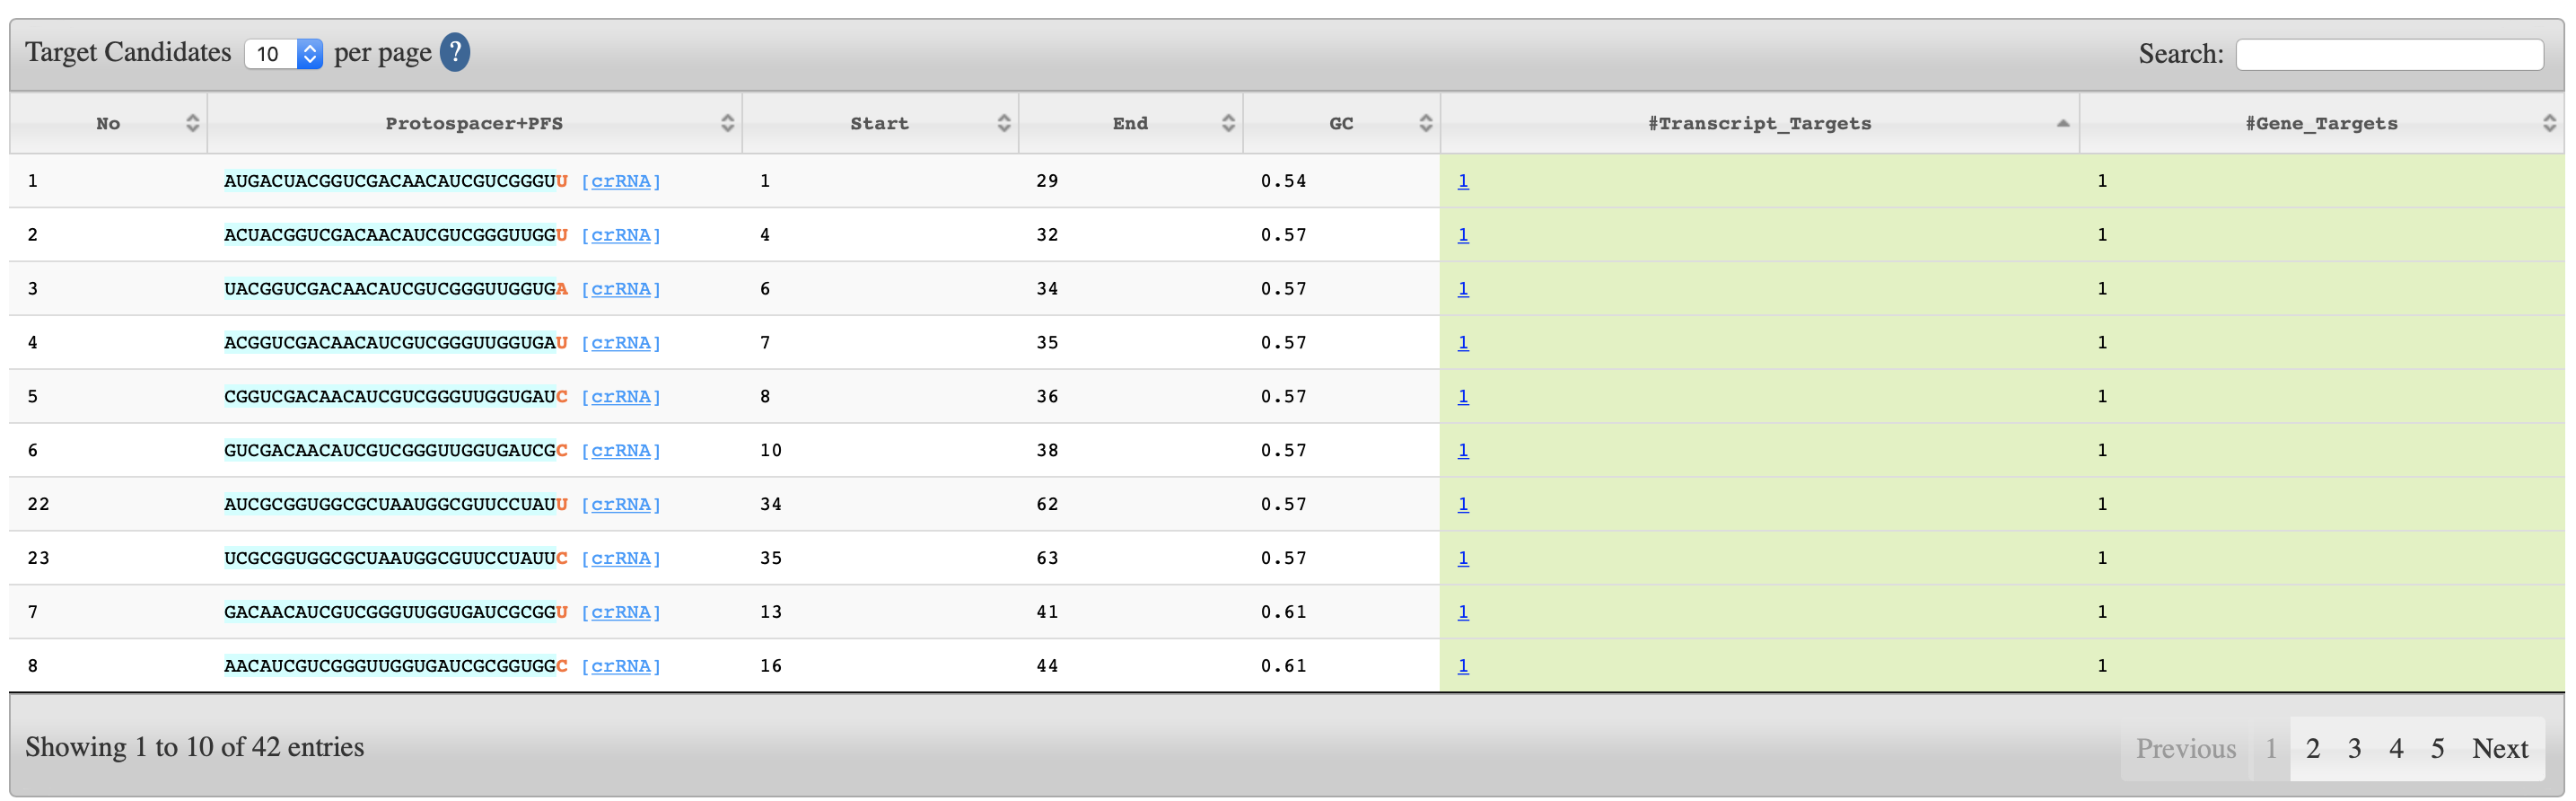 Target Candidates 10 per page ? Search:
No Protospacer+PFS Start End GC #Transcript_Targets #Gene_Targets
1 AUGACUACGGUCGACAACAUCGUCGGGUU [crRNA] 1 29 0.54 1 1
2 ACUACGGUCGACAACAUCGUCGGGUUGGU [crRNA] 4 32 0.57 1 1
3 UACGGUCGACAACAUCGUCGGGUUGGUGA [crRNA] 6 34 0.57 1 1
4 ACGGUCGACAACAUCGUCGGGUUGGUGAU [crRNA] 7 35 0.57 1 1
5 CGGUCGACAACAUCGUCGGGUUGGUGAUC [crRNA] 8 36 0.57 1 1
6 GUCGACAACAUCGUCGGGUUGGUGAUCGC [crRNA] 10 38 0.57 1 1
22 AUCGCGGUGGCGCUAAUGGCGUUCCUAUU [crRNA] 34 62 0.57 1 1
23 UCGCGGUGGCGCUAAUGGCGUUCCUAUUC [crRNA] 35 63 0.57 1 1
7 GACAACAUCGUCGGGUUGGUGAUCGCGGU [crRNA] 13 41 0.61 1 1
8 AACAUCGUCGGGUUGGUGAUCGCGGUGGC [crRNA] 16 44 0.61 1 1
Showing 1 to 10 of 42 entries Previous 1 2 3 4 5 Next